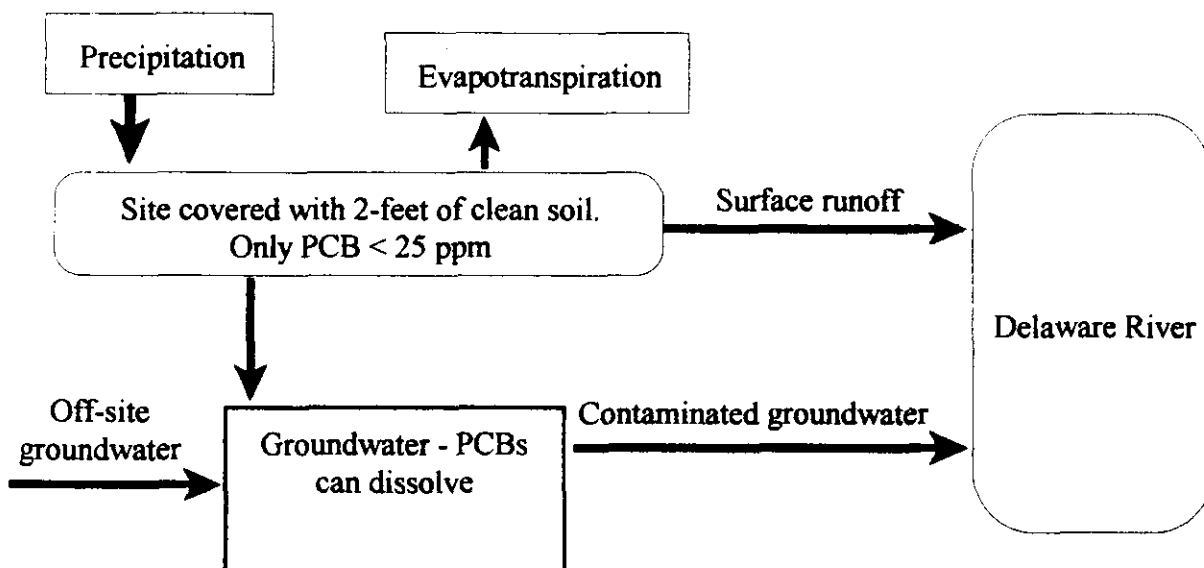 Precipitation
Evapotranspiration
Site covered with 2-feet of clean soil.
Only PCB < 25 ppm
Surface runoff
Delaware River
Off-site
groundwater
Groundwater - PCBs
can dissolve
Contaminated groundwater